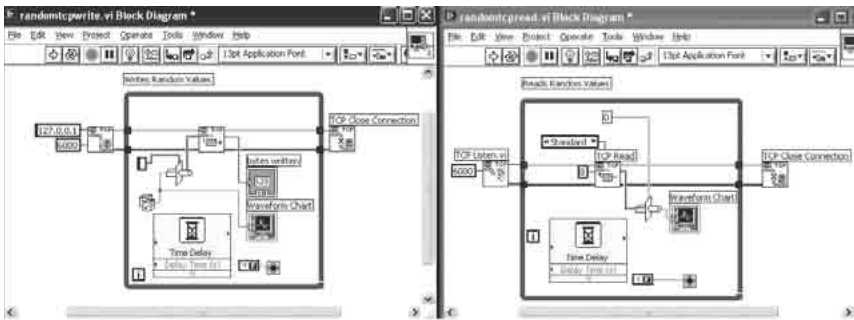 randomtcpwrite.vi Block Diagram *
File Edit View Project Operate Tools Window Help
13pt Application Font
Writes Random Values
127.0.0.1
6000
TCP
TCP
TCP
TCP Close Connection
bytes written
Waveform Chart
Time Delay
Delay Time (s)
i
randomtcpread.vi Block Diagram *
File Edit View Project Operate Tools Window Help
13pt Application Font
Reads Random Values
0
Standard
TCP Listen.vi
6000
TCP Read
TCP Close Connection
Waveform Chart
Time Delay
Delay Time (s)
i